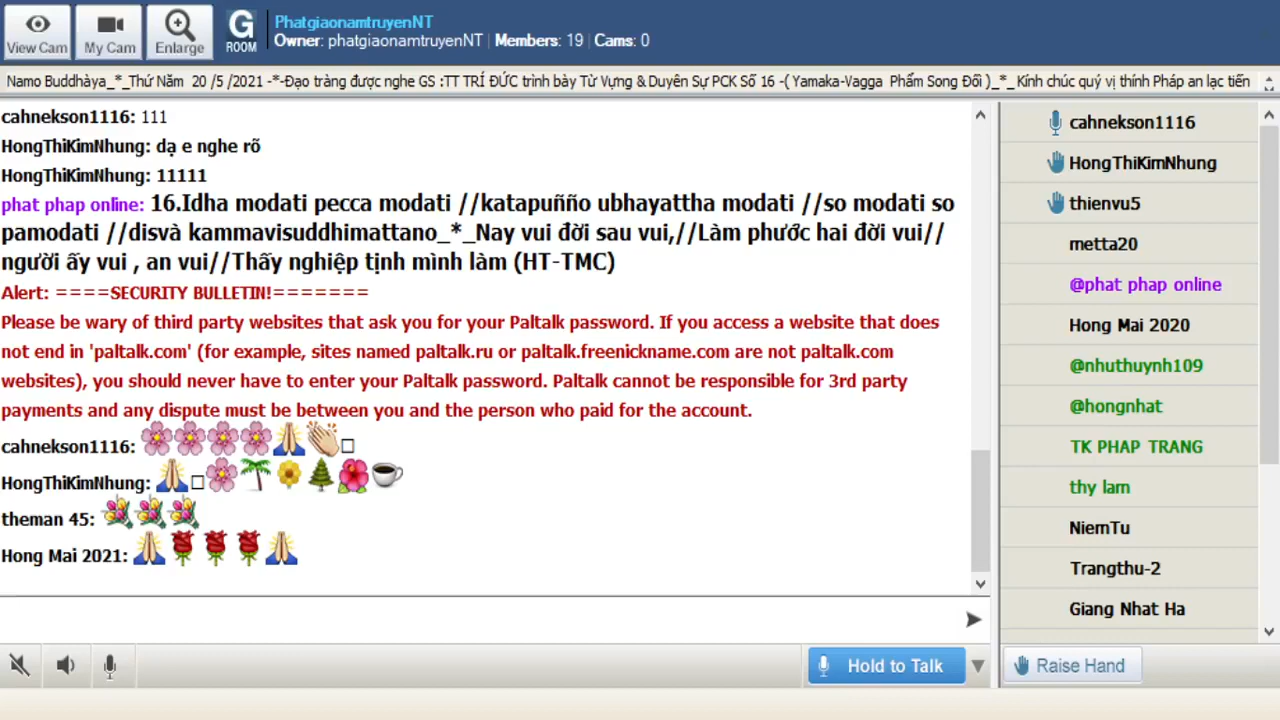 View Cam
My Cam
Enlarge
G
ROOM
PhatgiaonamtruyenNT
Owner: phatgiaonamtruyenNT | Members: 19 | Cams: 0
Namo Buddhàya_*_Thứ Năm 20 /5 /2021 -*-Đạo tràng được nghe GS :TT TRÍ ĐỨC trình bày Từ Vựng & Duyên Sự PCK Số 16 -( Yamaka-Vagga Phẩm Song Đối )_*_ Kính chúc quý vị thính Pháp an lạc tiến
cahnekson1116: 111
HongThiKimNhung: dạ e nghe rõ
HongThiKimNhung: 11111
phat phap online: 16.Idha modati pecca modati //katapuñño ubhayattha modati //so modati so
pamodati //disvà kammavisuddhimattano_*_Nay vui đời sau vui,//Làm phước hai đời vui//
người ấy vui , an vui//Thấy nghiệp tịnh mình làm (HT-TMC)
Alert: ====SECURITY BULLETIN!=======
Please be wary of third party websites that ask you for your Paltalk password. If you access a website that does
not end in 'paltalk.com' (for example, sites named paltalk.ru or paltalk.freenickname.com are not paltalk.com
websites), you should never have to enter your Paltalk password. Paltalk cannot be responsible for 3rd party
payments and any dispute must be between you and the person who paid for the account.
cahnekson1116:
HongThiKimNhung:
theman 45:
Hong Mai 2021:
Hold to Talk
cahnekson1116
HongThiKimNhung
thienvu5
metta20
@phat phap online
Hong Mai 2020
@nhuthuynh109
@hongnhat
TK PHAP TRANG
thy lam
NiemTu
Trangthu-2
Giang Nhat Ha
Raise Hand